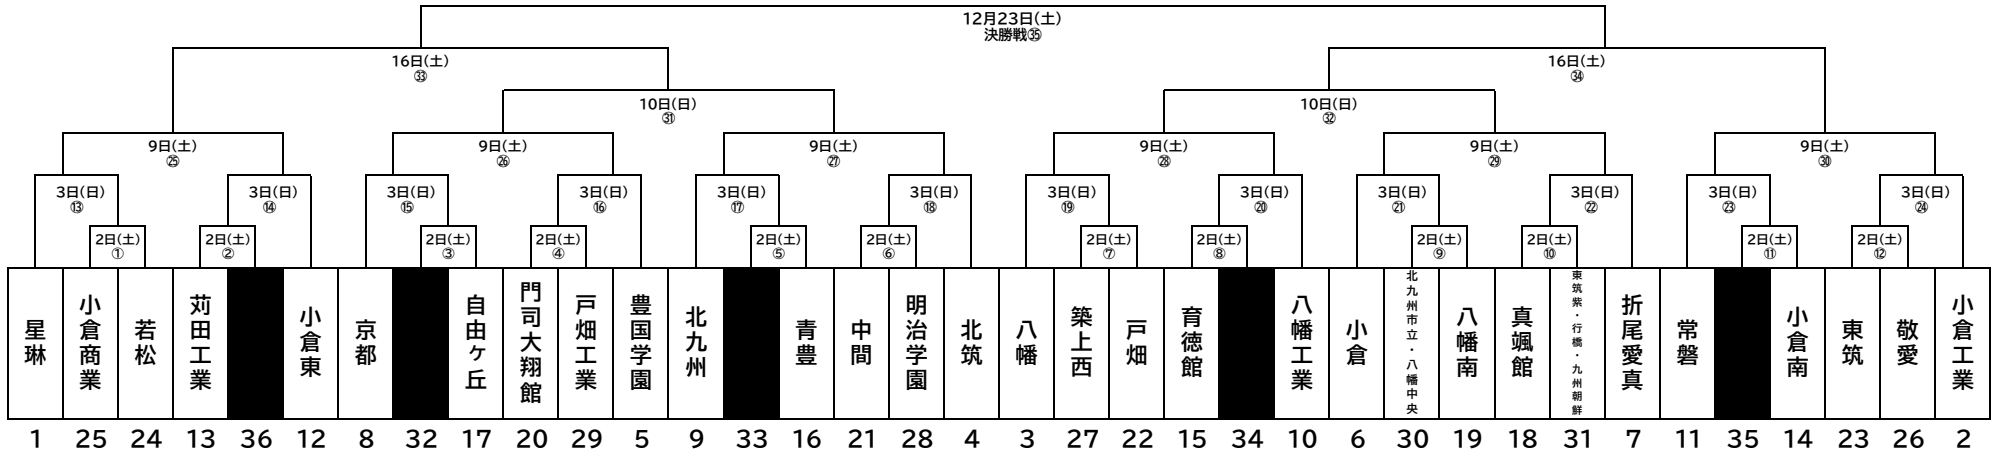 12月23日(土)
決勝戦㉟
16日(土)
㉝
16日(土)
㉞
10日(日)
㉛
10日(日)
㉜
9日(土)
㉕
9日(土)
㉖
9日(土)
㉗
9日(土)
㉘
9日(土)
㉙
9日(土)
㉚
3日(日)
⑬
3日(日)
⑭
3日(日)
⑮
3日(日)
⑯
3日(日)
⑰
3日(日)
⑱
3日(日)
⑲
3日(日)
⑳
3日(日)
㉑
3日(日)
㉒
3日(日)
㉓
3日(日)
㉔
2日(土)
①
2日(土)
②
2日(土)
③
2日(土)
④
2日(土)
⑤
2日(土)
⑥
2日(土)
⑦
2日(土)
⑧
2日(土)
⑨
2日(土)
⑩
2日(土)
⑪
2日(土)
⑫
星琳
小倉商業
若松
苅田工業
小倉東
京都
自由ヶ丘
門司大翔館
戸畑工業
豊国学園
北九州
青豊
中間
明治学園
北筑
八幡
築上西
戸畑
育徳館
八幡工業
小倉
北九州市立・八幡中央
八幡南
真颯館
東筑紫・行橋・九州朝鮮
折尾愛真
常磐
小倉南
東筑
敬愛
小倉工業
1 25 24 13 36 12 8 32 17 20 29 5 9 33 16 21 28 4 3 27 22 15 34 10 6 30 19 18 31 7 11 35 14 23 26 2